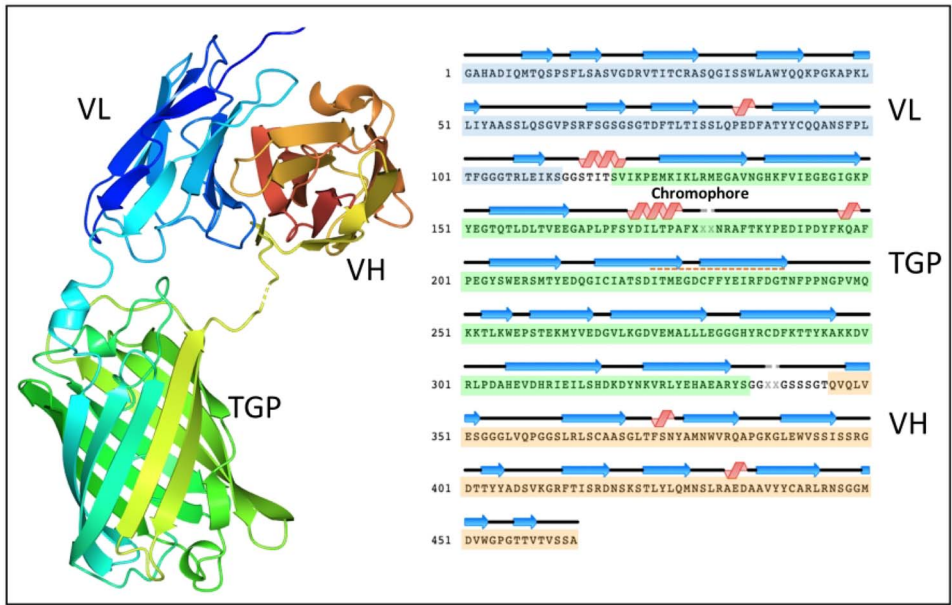 VL
VH
TGP
1 GAHADIQMTQSPSFLSASVGDRVTITCRASQGISSWLAWYQQKPGKAPKL
51 LIYAASSLQSGVPSRFSGSGSGTDFTLTISSLQPEDFATYYCQQANSFPL
VL
101 TFGGGTRLEIKSGGSTITSVIKPEMKIKLRMEGAVNGHKFVIEGEGIGKP
Chromophore
151 YEGTQTLDLTVEEGAPLPFSYDILTPAFXXXNRAFTKYPEDIPDYFKQAF
201 PEGYSWERSMTYEDQGICIATSDITMEGDCFFYEIRFDGTNFPPNGPVMQ
TGP
251 KKTLKWEPSTEKMYVEDGVLKGDVEMALLLEGGGHYRCDFKTTYKAKKDV
301 RLPDAHEVDHRIEILSHDKDYNKVRLYEHAEARYSGGXXGSSSGTQVQLV
351 ESGGGLVQPGGSLRLSCAASGLTFSNYAMNWVRQAPGKGLEWVSSISSRG
VH
401 DTTYYADSVKGRFTISRDNSKSTLYLQMNSLRAEDAAVYYCARLRNSGGM
451 DVWGPGTTVTVSSA